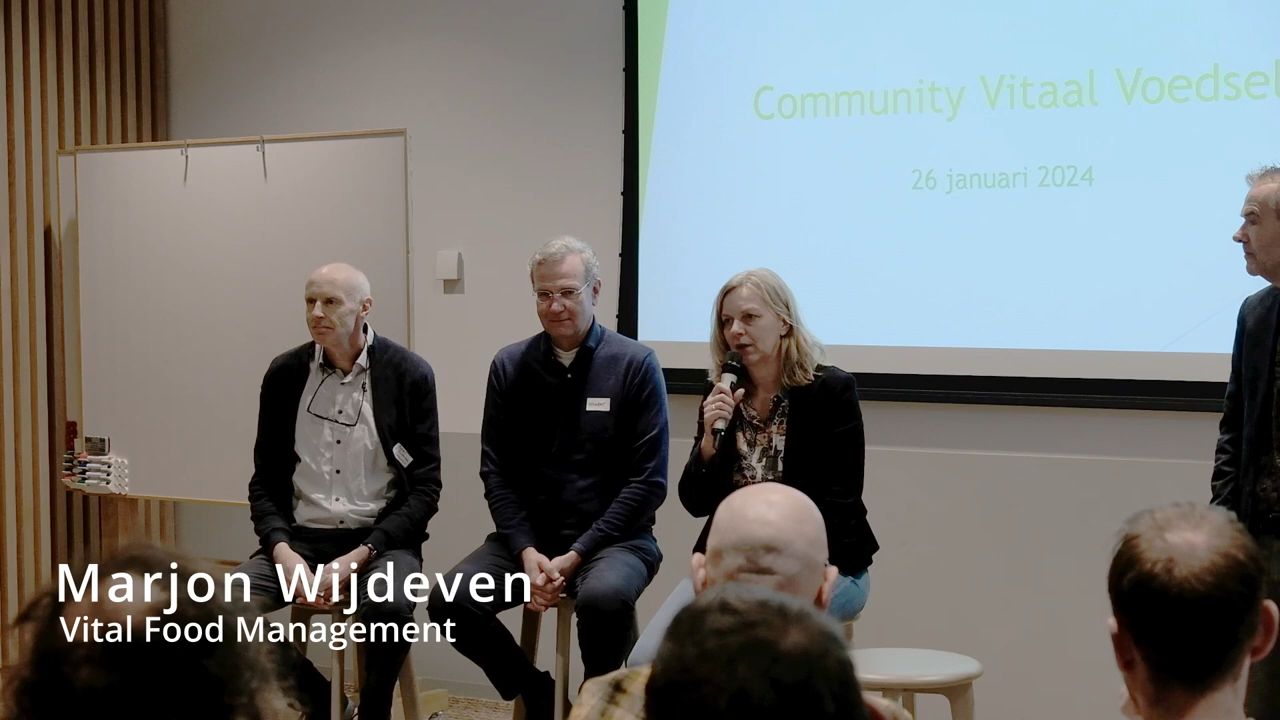 Community Vitaal Voedsel
26 januari 2024
Marjon Wijdeven
Vital Food Management